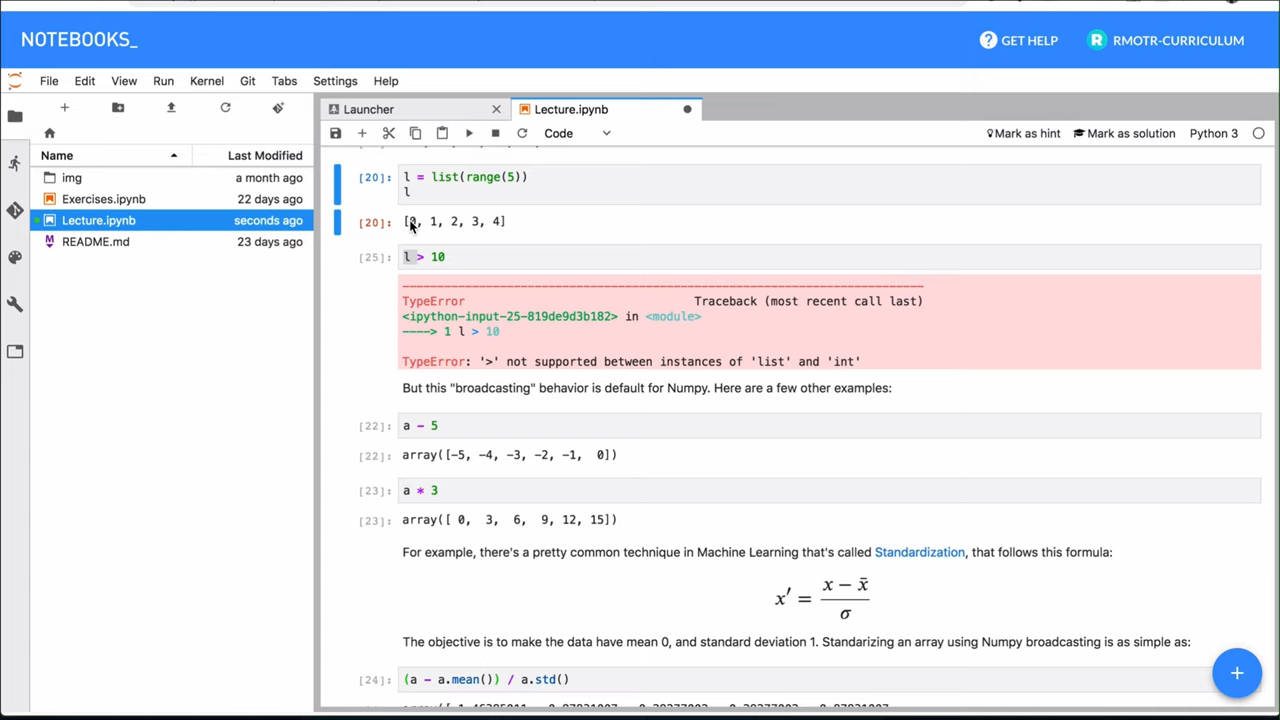 NOTEBOOKS_
GET HELP
R RMOTR-CURRICULUM
File Edit View Run Kernel Git Tabs Settings Help
Name
Last Modified
img a month ago
Exercises.ipynb 22 days ago
Lecture.ipynb seconds ago
README.md 23 days ago
Launcher
Lecture.ipynb
Code
Mark as hint
Mark as solution
Python 3
[20]: l = list(range(5))
l
[20]: [0, 1, 2, 3, 4]
[25]: l > 10
TypeError Traceback (most recent call last)
<ipython-input-25-819de9d3b182> in <module>
----> 1 l > 10
TypeError: '>' not supported between instances of 'list' and 'int'
But this "broadcasting" behavior is default for Numpy. Here are a few other examples:
[22]: a - 5
[22]: array([-5, -4, -3, -2, -1,  0])
[23]: a * 3
[23]: array([ 0,  3,  6,  9, 12, 15])
For example, there's a pretty common technique in Machine Learning that's called Standardization, that follows this formula:
x′ = (x − x̄) / σ
The objective is to make the data have mean 0, and standard deviation 1. Standarizing an array using Numpy broadcasting is as simple as:
[24]: (a - a.mean()) / a.std()